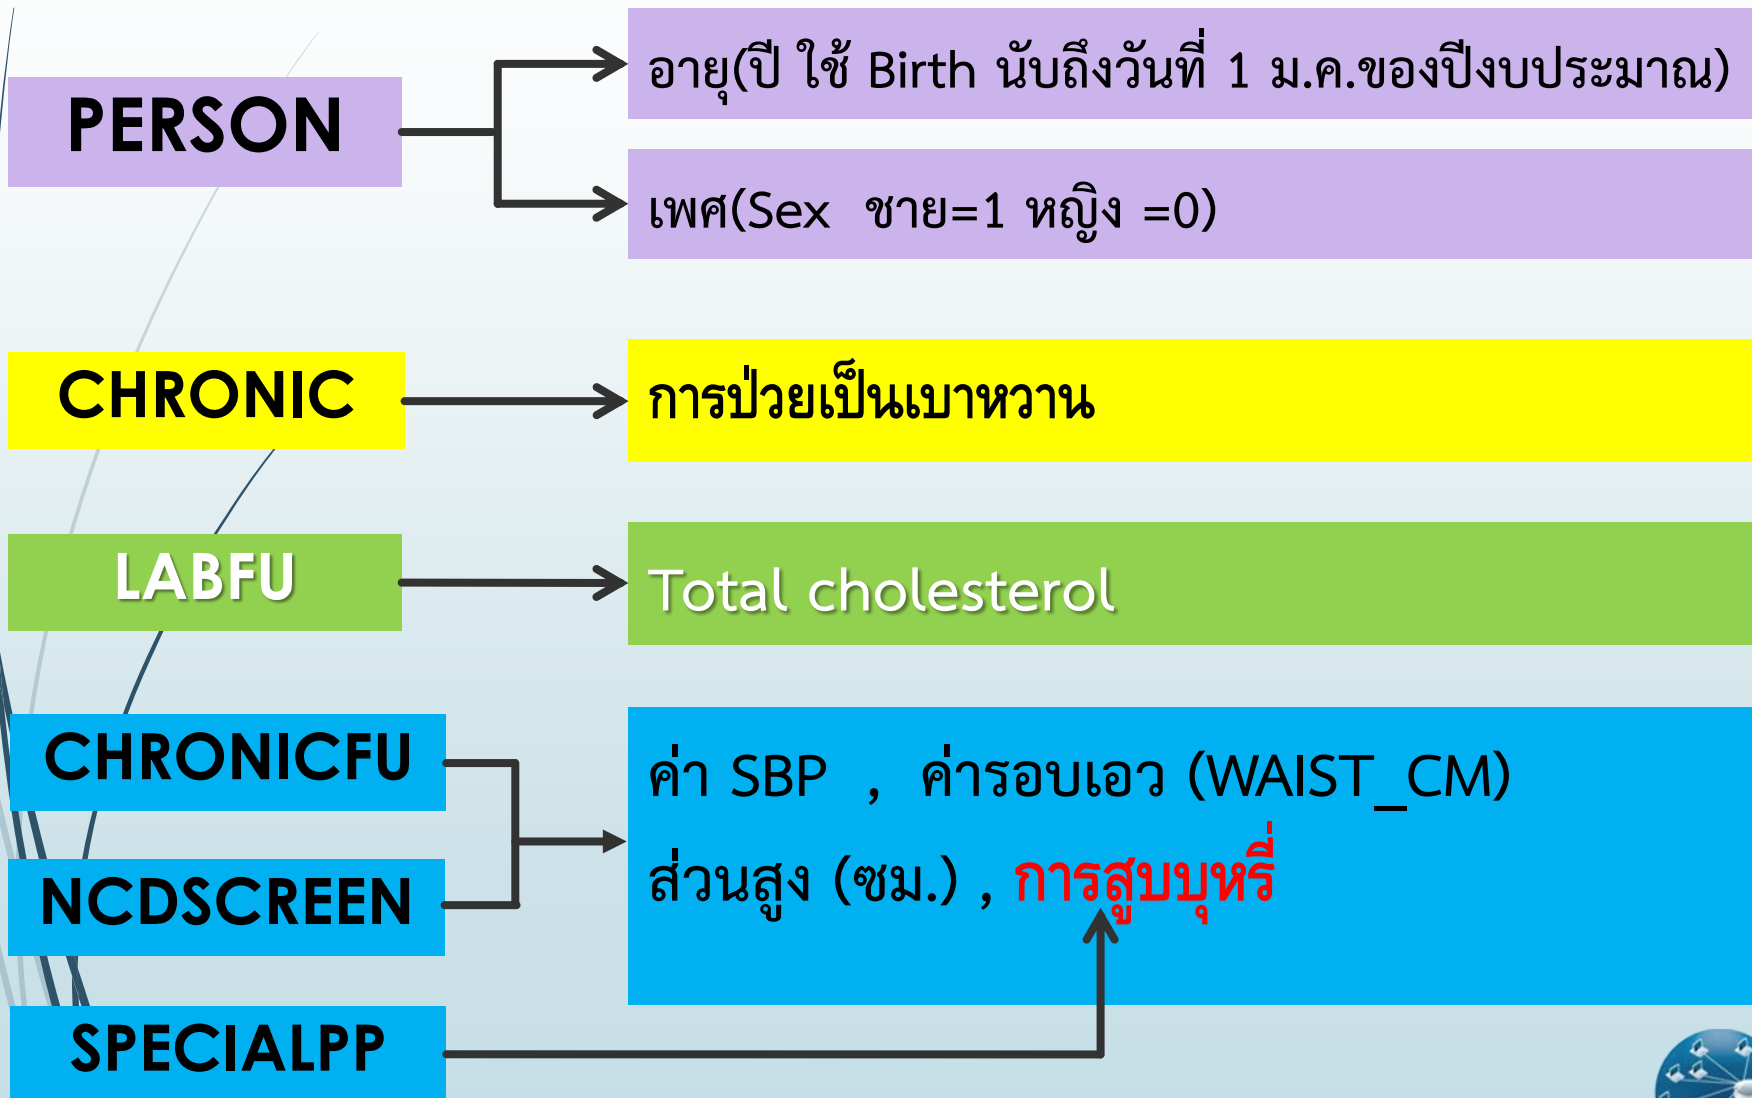 PERSON
อายุ(ปี ใช้ Birth นับถึงวันที่ 1 ม.ค.ของปีงบประมาณ)
เพศ(Sex ชาย=1 หญิง =0)
CHRONIC
การป่วยเป็นเบาหวาน
LABFU
Total cholesterol
CHRONICFU
NCDSCREEN
ค่า SBP , ค่ารอบเอว (WAIST_CM)
ส่วนสูง (ซม.) , การสูบบุหรี่
SPECIALPP